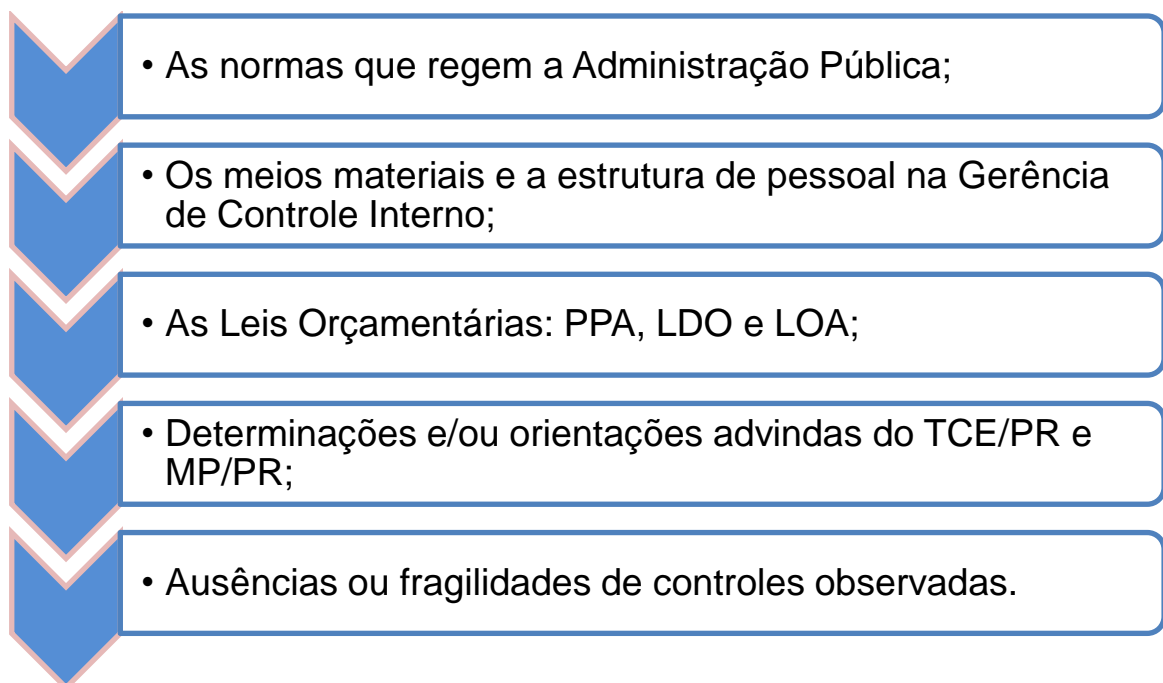 • As normas que regem a Administração Pública;
• Os meios materiais e a estrutura de pessoal na Gerência
de Controle Interno;
• As Leis Orçamentárias: PPA, LDO e LOA;
• Determinações e/ou orientações advindas do TCE/PR e
MP/PR;
• Ausências ou fragilidades de controles observadas.